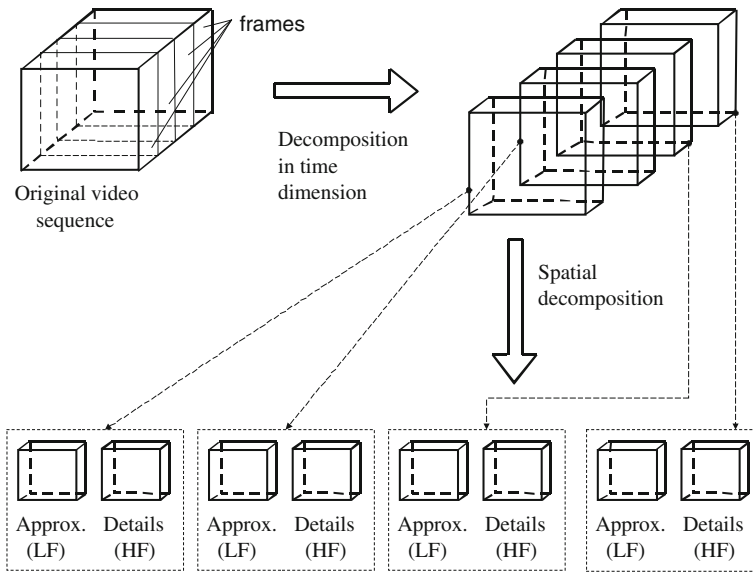 frames
Original video
sequence
Decomposition
in time
dimension
Spatial
decomposition
Approx.
(LF)
Details
(HF)
Approx.
(LF)
Details
(HF)
Approx.
(LF)
Details
(HF)
Approx.
(LF)
Details
(HF)